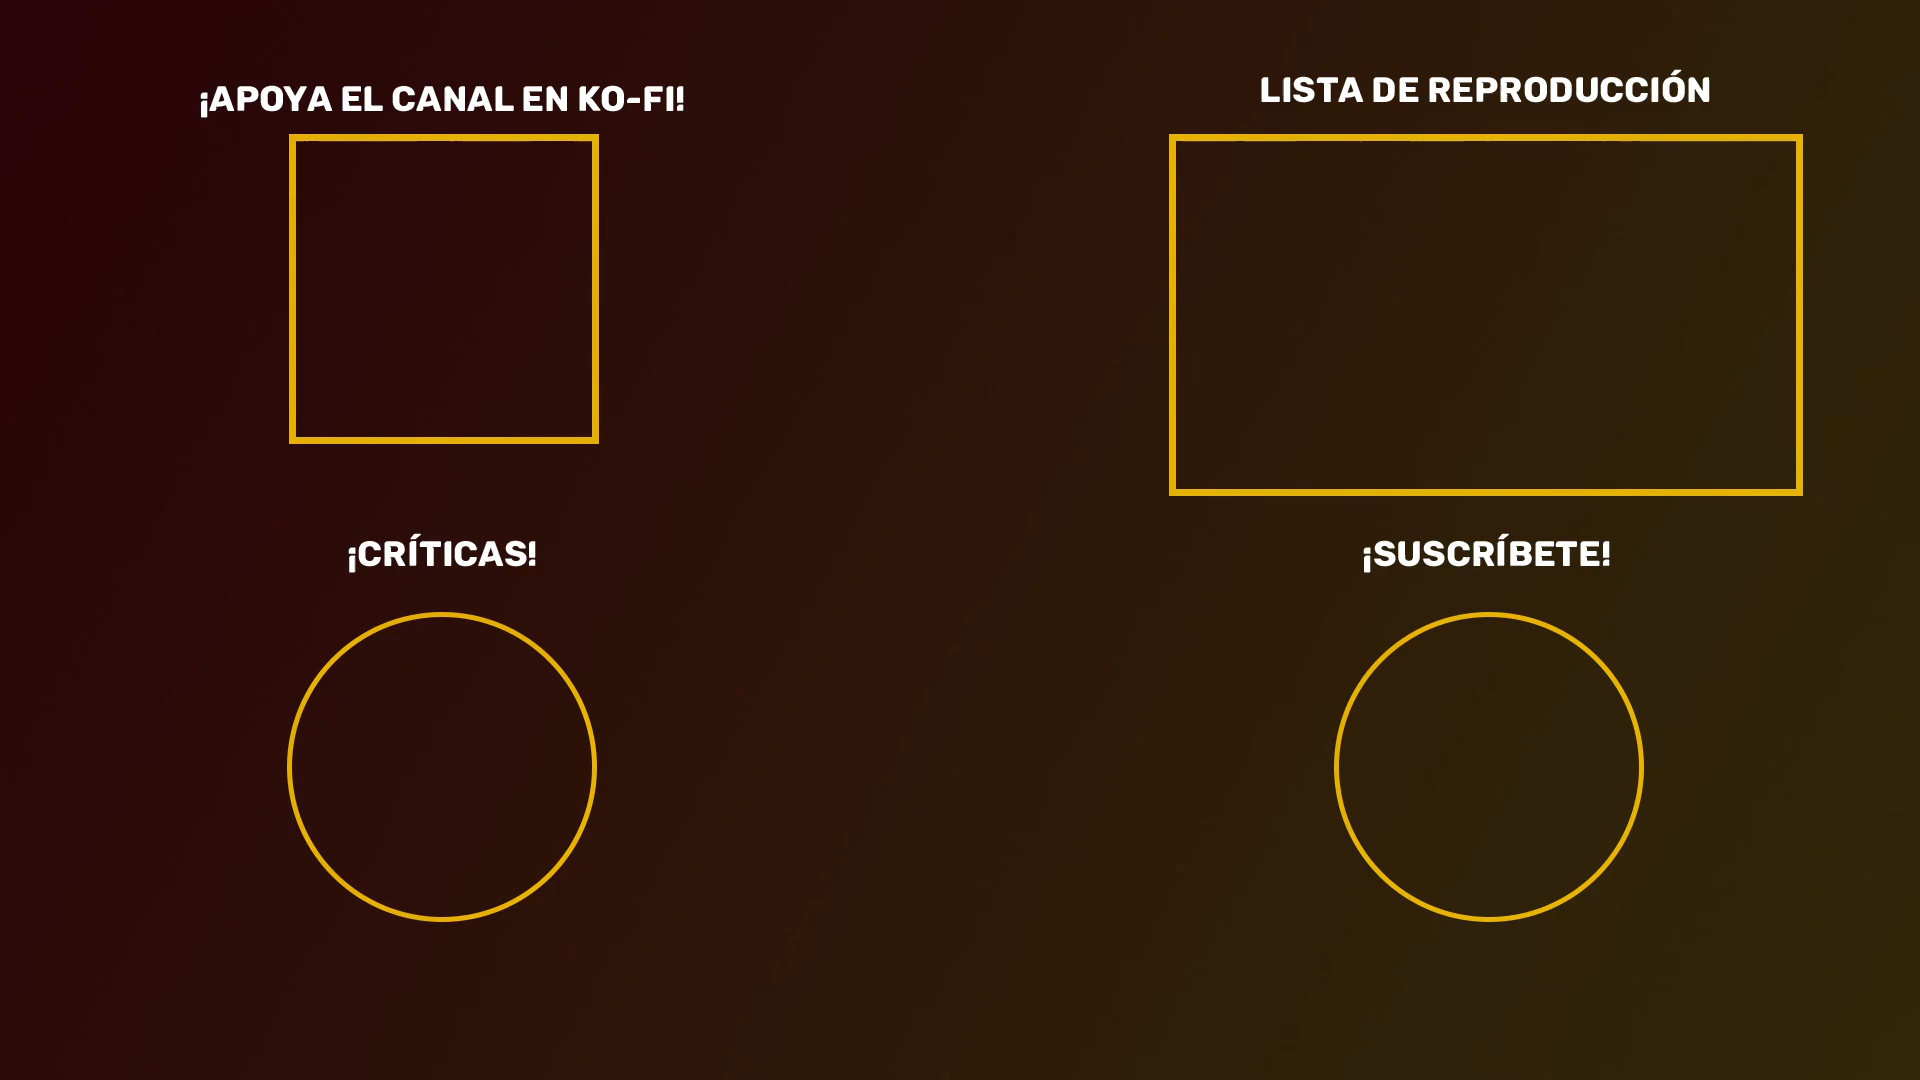 ¡APOYA EL CANAL EN KO-FI!
LISTA DE REPRODUCCIÓN
¡CRÍTICAS!
¡SUSCRÍBETE!